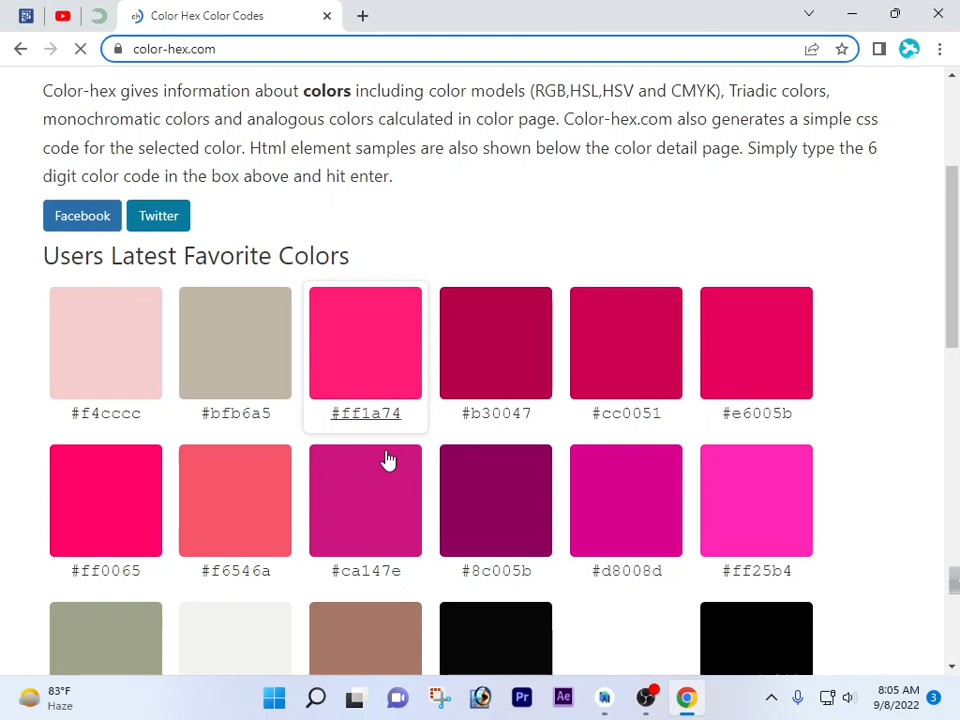 Color Hex Color Codes
color-hex.com
Color-hex gives information about colors including color models (RGB,HSL,HSV and CMYK), Triadic colors,
monochromatic colors and analogous colors calculated in color page. Color-hex.com also generates a simple css
code for the selected color. Html element samples are also shown below the color detail page. Simply type the 6
digit color code in the box above and hit enter.
Facebook Twitter
Users Latest Favorite Colors
#f4cccc #bfb6a5 #ff1a74 #b30047 #cc0051 #e6005b
#ff0065 #f6546a #ca147e #8c005b #d8008d #ff25b4
83°F
Haze
Pr
Ae
8:05 AM
9/8/2022
3